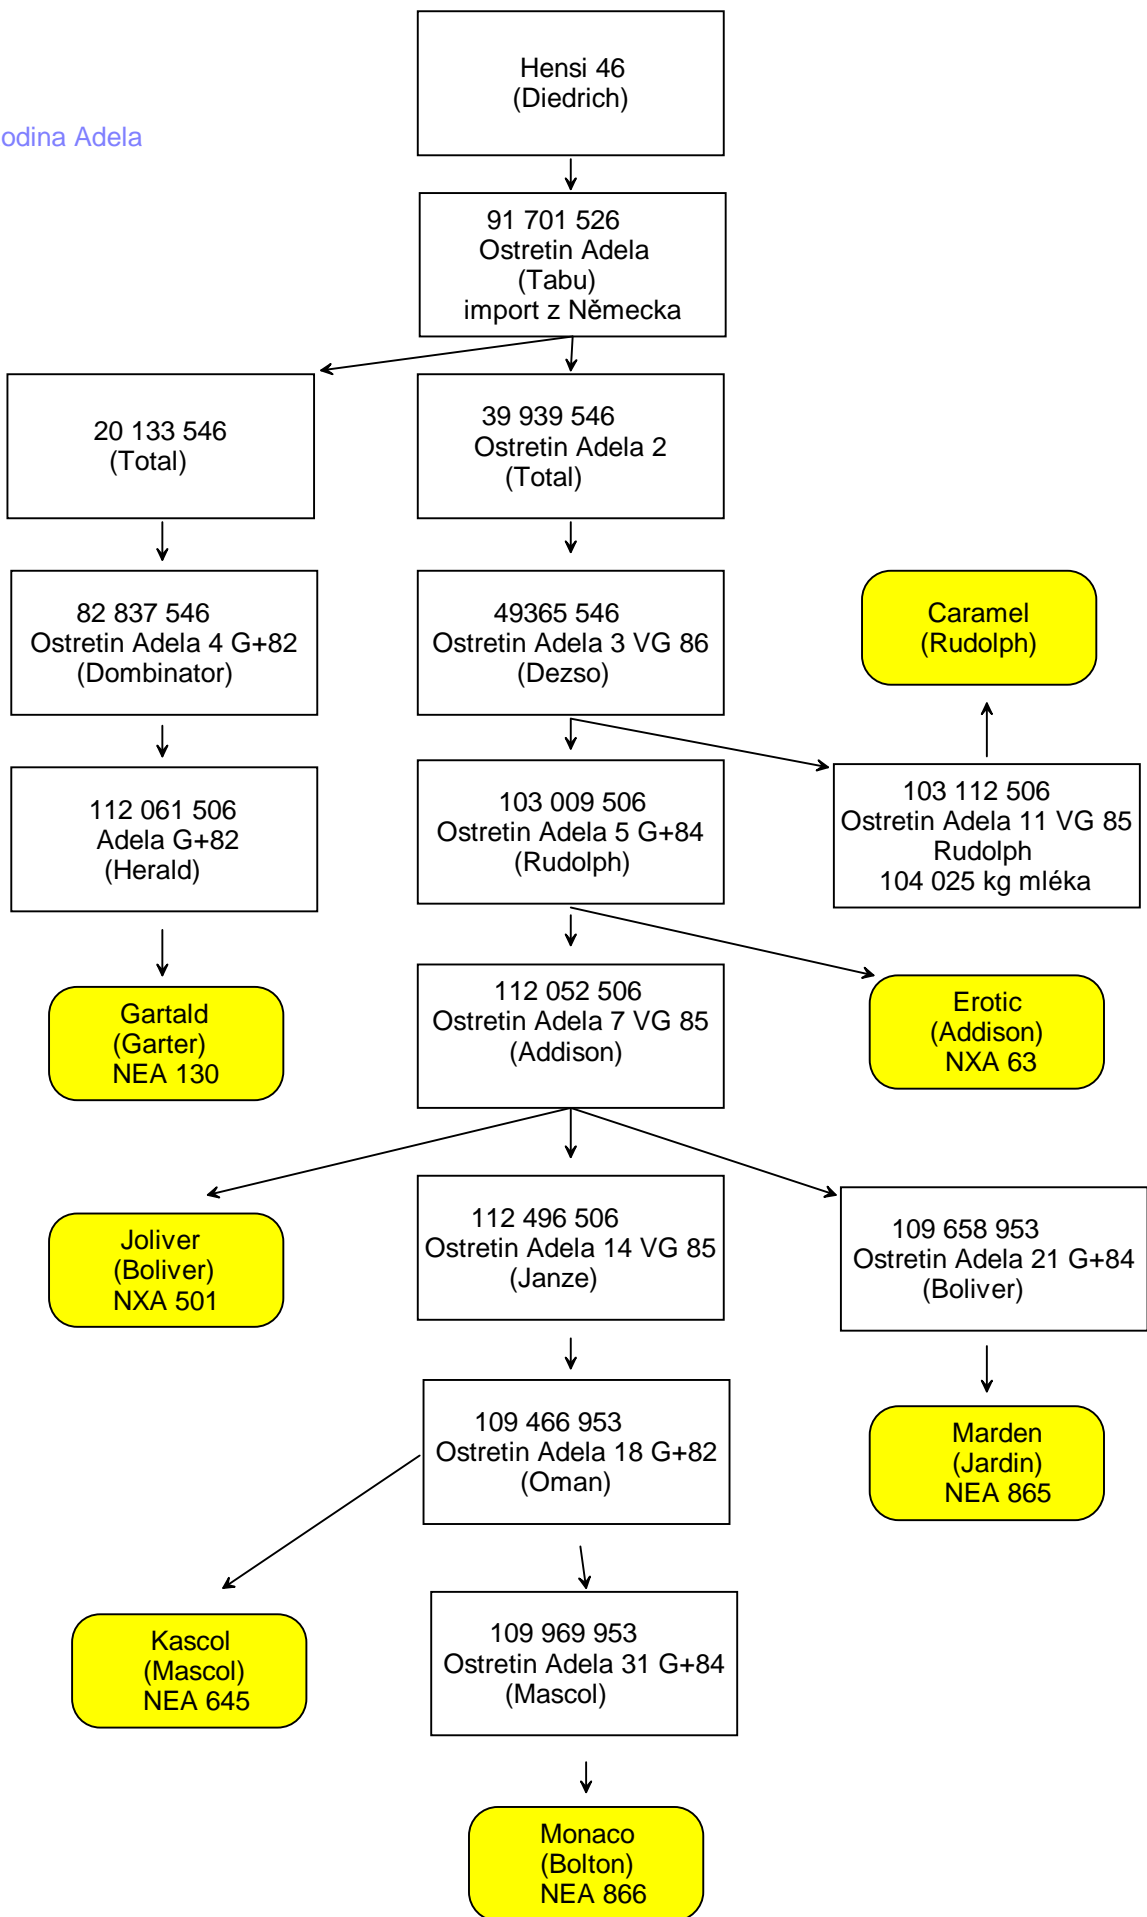 Hensi 46
(Diedrich)
odina Adela
91 701 526
Ostretin Adela
(Tabu)
import z Německa
20 133 546
(Total)
39 939 546
Ostretin Adela 2
(Total)
82 837 546
Ostretin Adela 4 G+82
(Dombinator)
49365 546
Ostretin Adela 3 VG 86
(Dezso)
Caramel
(Rudolph)
112 061 506
Adela G+82
(Herald)
103 009 506
Ostretin Adela 5 G+84
(Rudolph)
103 112 506
Ostretin Adela 11 VG 85
Rudolph
104 025 kg mléka
Gartald
(Garter)
NEA 130
112 052 506
Ostretin Adela 7 VG 85
(Addison)
Erotic
(Addison)
NXA 63
Joliver
(Boliver)
NXA 501
112 496 506
Ostretin Adela 14 VG 85
(Janze)
109 658 953
Ostretin Adela 21 G+84
(Boliver)
109 466 953
Ostretin Adela 18 G+82
(Oman)
Marden
(Jardin)
NEA 865
Kascol
(Mascol)
NEA 645
109 969 953
Ostretin Adela 31 G+84
(Mascol)
Monaco
(Bolton)
NEA 866